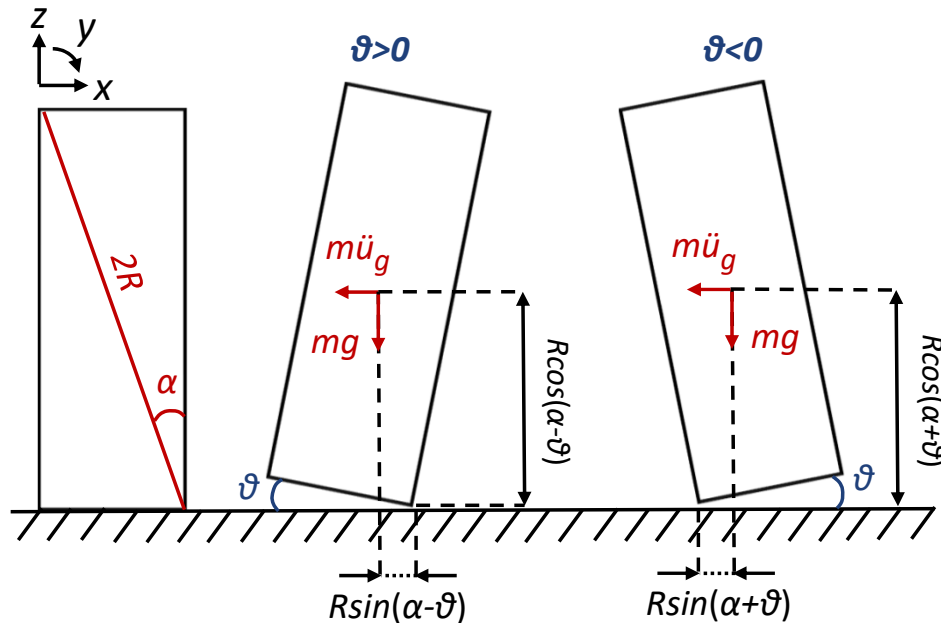 z
y
x
ϑ>0
ϑ<0
2R
α
mü_g
mg
Rcos(α-ϑ)
ϑ
Rsin(α-ϑ)
mü_g
mg
Rcos(α+ϑ)
ϑ
Rsin(α+ϑ)